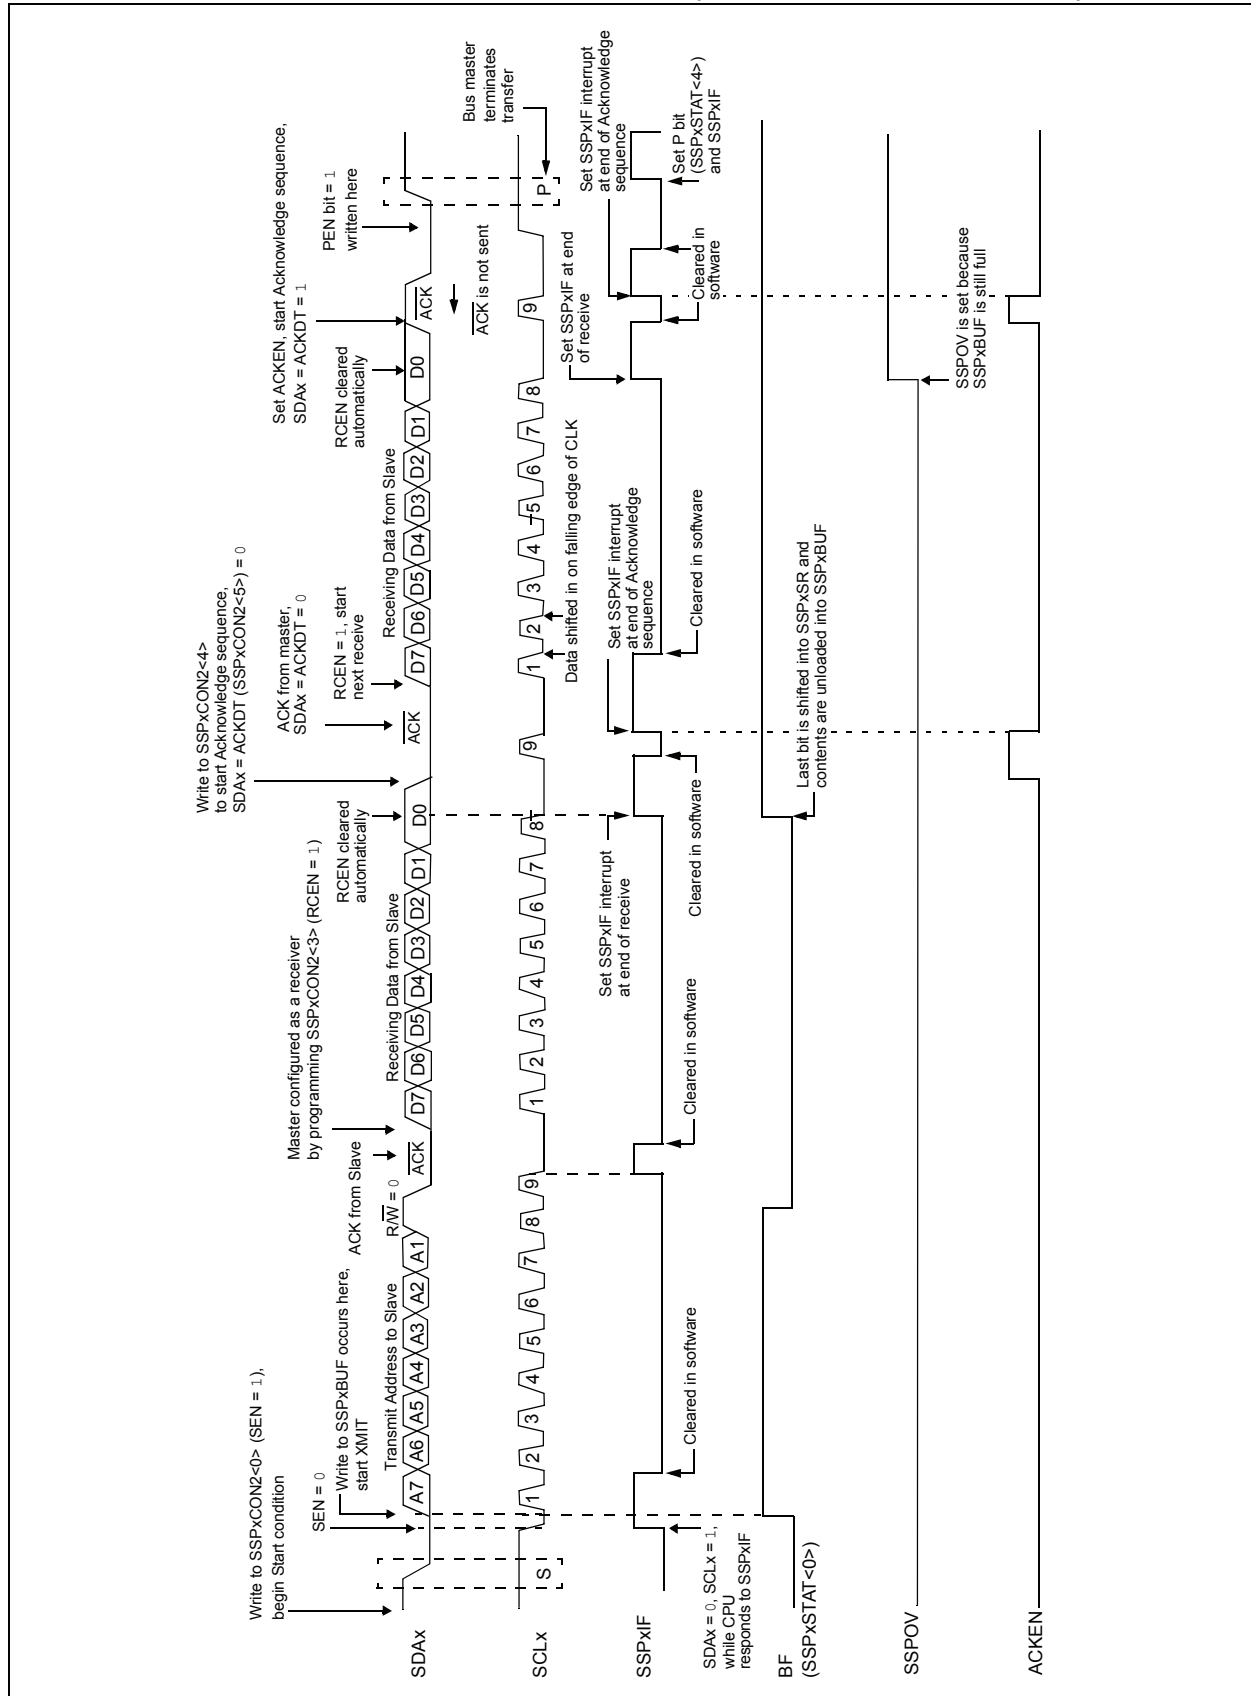 Write to SSPxCON2<0> (SEN = 1),
begin Start condition
SEN = 0
Write to SSPxBUF occurs here,
start XMIT
ACK from Slave
Master configured as a receiver
by programming SSPxCON2<3> (RCEN = 1)
RCEN cleared
automatically
Write to SSPxCON2<4>
to start Acknowledge sequence,
SDAx = ACKDT (SSPxCON2<5>) = 0
ACK from master,
SDAx = ACKDT = 0
RCEN = 1, start
next receive
RCEN cleared
automatically
Set ACKEN, start Acknowledge sequence,
SDAx = ACKDT = 1
PEN bit = 1
written here
Transmit Address to Slave
R/W = 0
Receiving Data from Slave
Receiving Data from Slave
SDAx
A7 A6 A5 A4 A3 A2 A1
ACK
D7 D6 D5 D4 D3 D2 D1 D0
ACK
D7 D6 D5 D4 D3 D2 D1 D0
ACK
ACK is not sent
Bus master
terminates
transfer
SCLx
S
1 2 3 4 5 6 7 8 9
1 2 3 4 5 6 7 8 9
1 2 3 4 5 6 7 8 9
P
Data shifted in on falling edge of CLK
Set SSPxIF interrupt
at end of receive
Set SSPxIF interrupt
at end of Acknowledge
sequence
Set SSPxIF at end
of receive
Set SSPxIF interrupt
at end of Acknowledge
sequence
SSPxIF
SDAx = 0, SCLx = 1,
while CPU
responds to SSPxIF
Cleared in software
Cleared in software
Cleared in software
Cleared in software
Cleared in
software
Set P bit
(SSPxSTAT<4>)
and SSPxIF
BF
(SSPxSTAT<0>)
Last bit is shifted into SSPxSR and
contents are unloaded into SSPxBUF
SSPOV
SSPOV is set because
SSPxBUF is still full
ACKEN